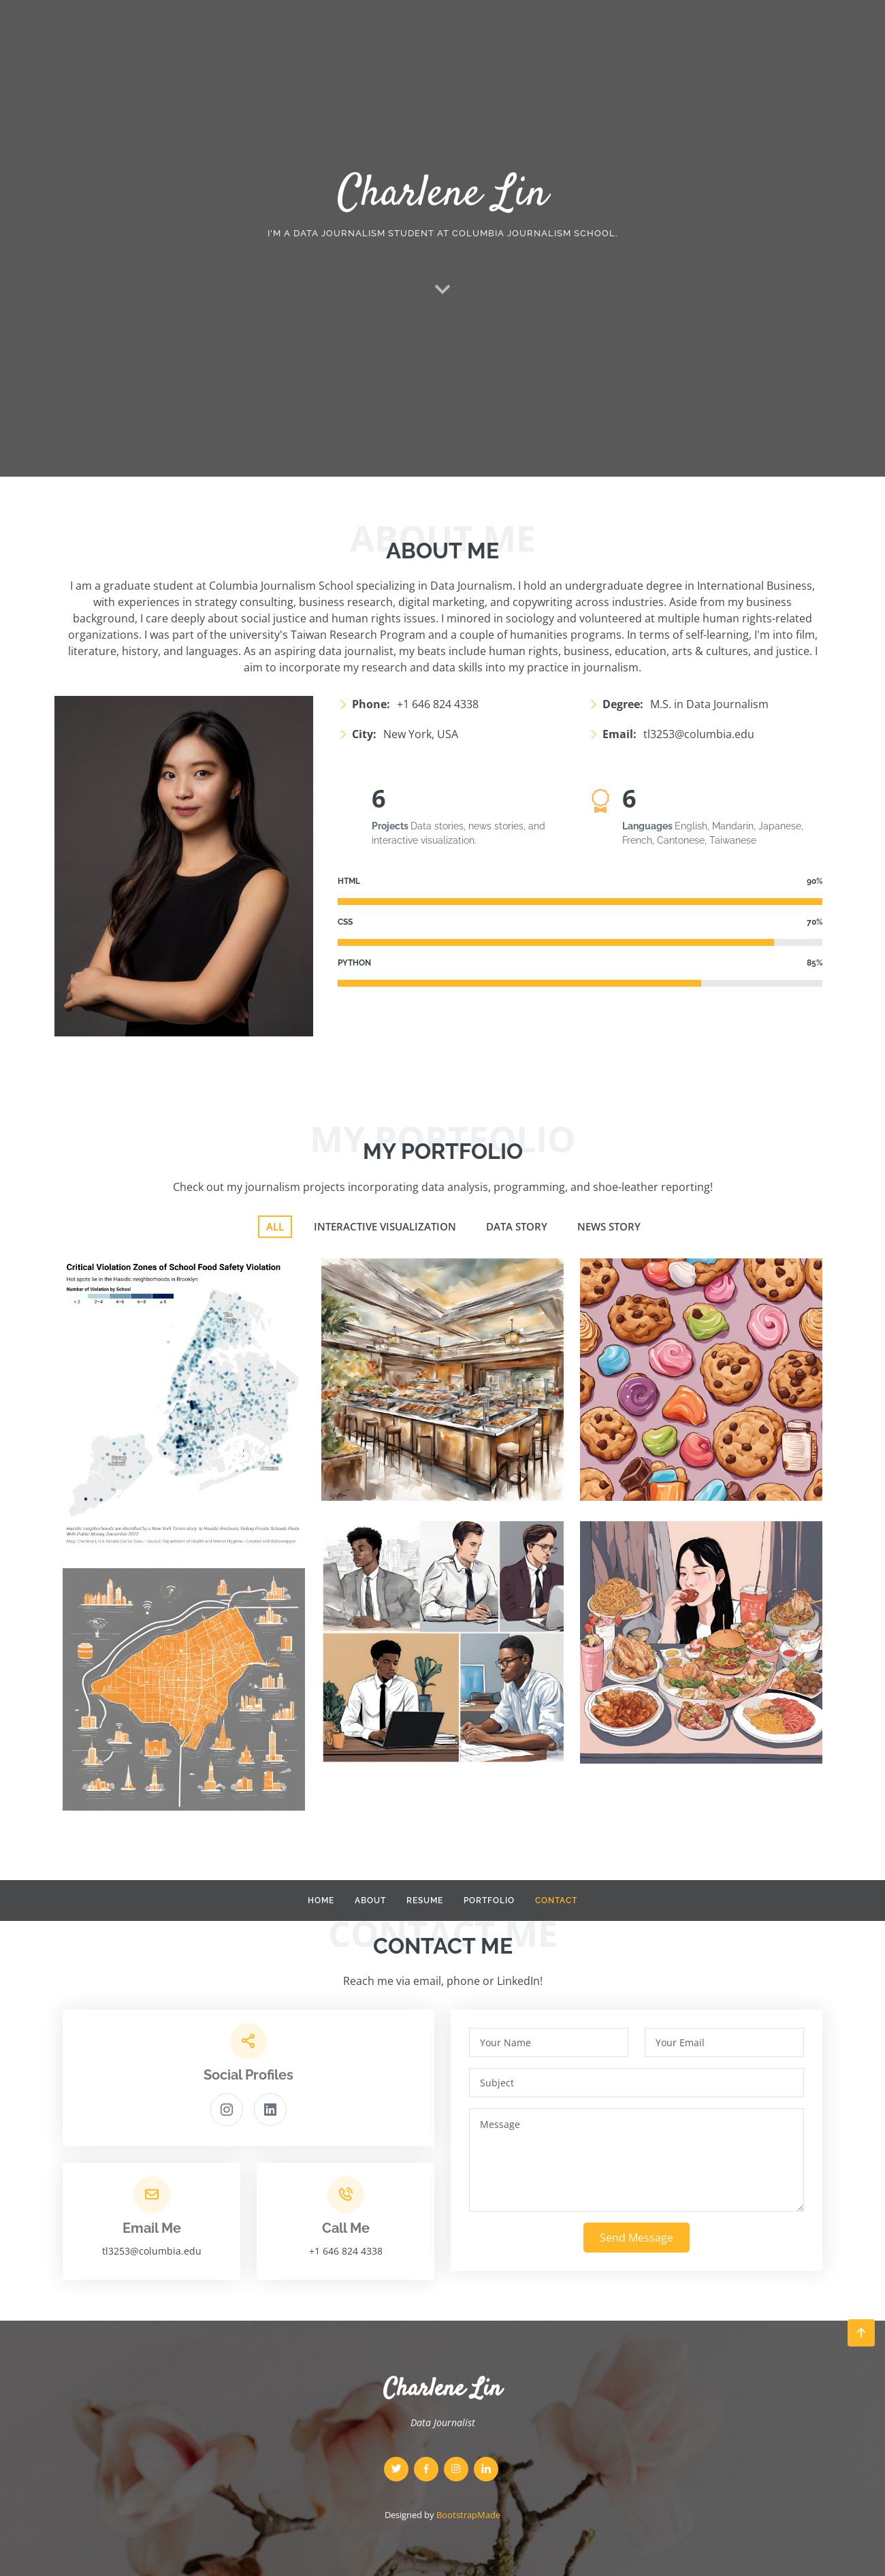 Charlene Lin
I'M A DATA JOURNALISM STUDENT AT COLUMBIA JOURNALISM SCHOOL.
ABOUT ME
ABOUT ME
I am a graduate student at Columbia Journalism School specializing in Data Journalism. I hold an undergraduate degree in International Business,
with experiences in strategy consulting, business research, digital marketing, and copywriting across industries. Aside from my business
background, I care deeply about social justice and human rights issues. I minored in sociology and volunteered at multiple human rights-related
organizations. I was part of the university's Taiwan Research Program and a couple of humanities programs. In terms of self-learning, I'm into film,
literature, history, and languages. As an aspiring data journalist, my beats include human rights, business, education, arts & cultures, and justice. I
aim to incorporate my research and data skills into my practice in journalism.
Phone: +1 646 824 4338
Degree: M.S. in Data Journalism
City: New York, USA
Email: tl3253@columbia.edu
6
Projects Data stories, news stories, and
interactive visualization.
6
Languages English, Mandarin, Japanese,
French, Cantonese, Taiwanese
HTML 90%
CSS 70%
PYTHON 85%
MY PORTFOLIO
MY PORTFOLIO
Check out my journalism projects incorporating data analysis, programming, and shoe-leather reporting!
ALL INTERACTIVE VISUALIZATION DATA STORY NEWS STORY
Critical Violation Zones of School Food Safety Violation
Hot spots lie in the Hasidic neighborhoods in Brooklyn
Number of Violation by School
< 2 2–4 4–6 6–8 ≥ 8
HOME ABOUT RESUME PORTFOLIO CONTACT
CONTACT ME
CONTACT ME
Reach me via email, phone or LinkedIn!
Social Profiles
Email Me
tl3253@columbia.edu
Call Me
+1 646 824 4338
Your Name
Your Email
Subject
Message
Send Message
Charlene Lin
Data Journalist
Designed by BootstrapMade